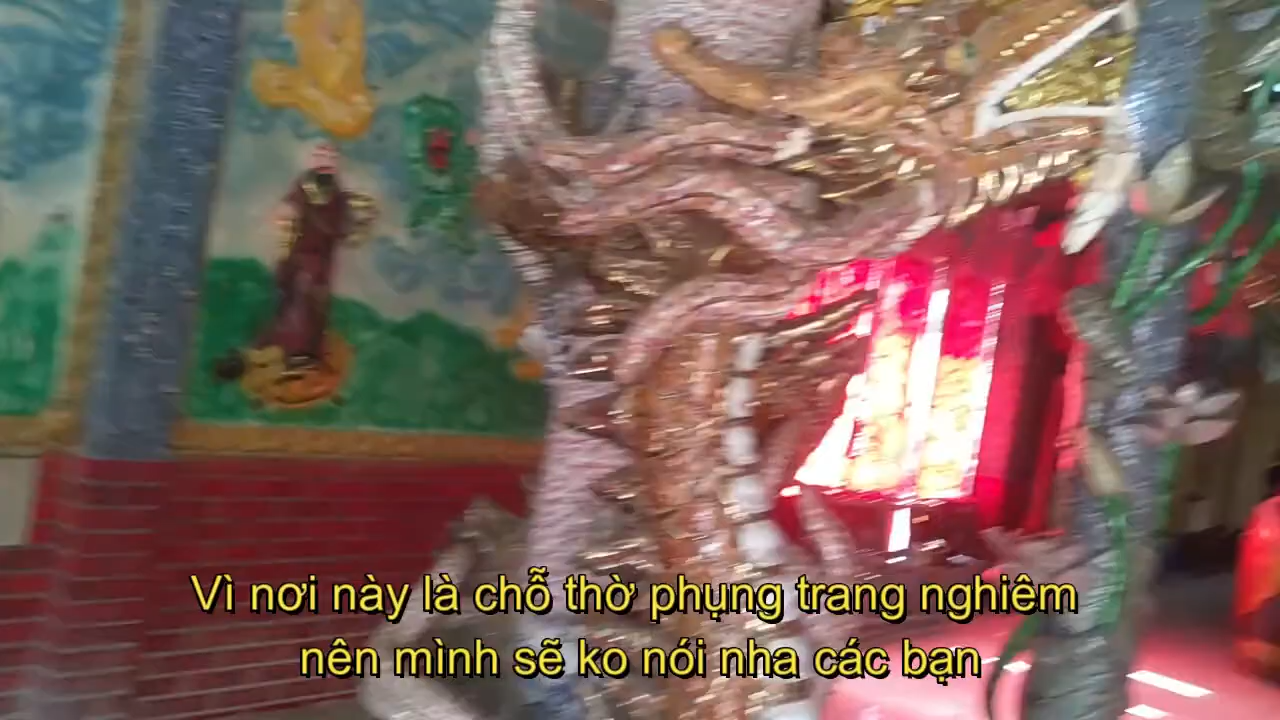 Vì nơi này là chỗ thờ phụng trang nghiêm
nên mình sẽ ko nói nha các bạn